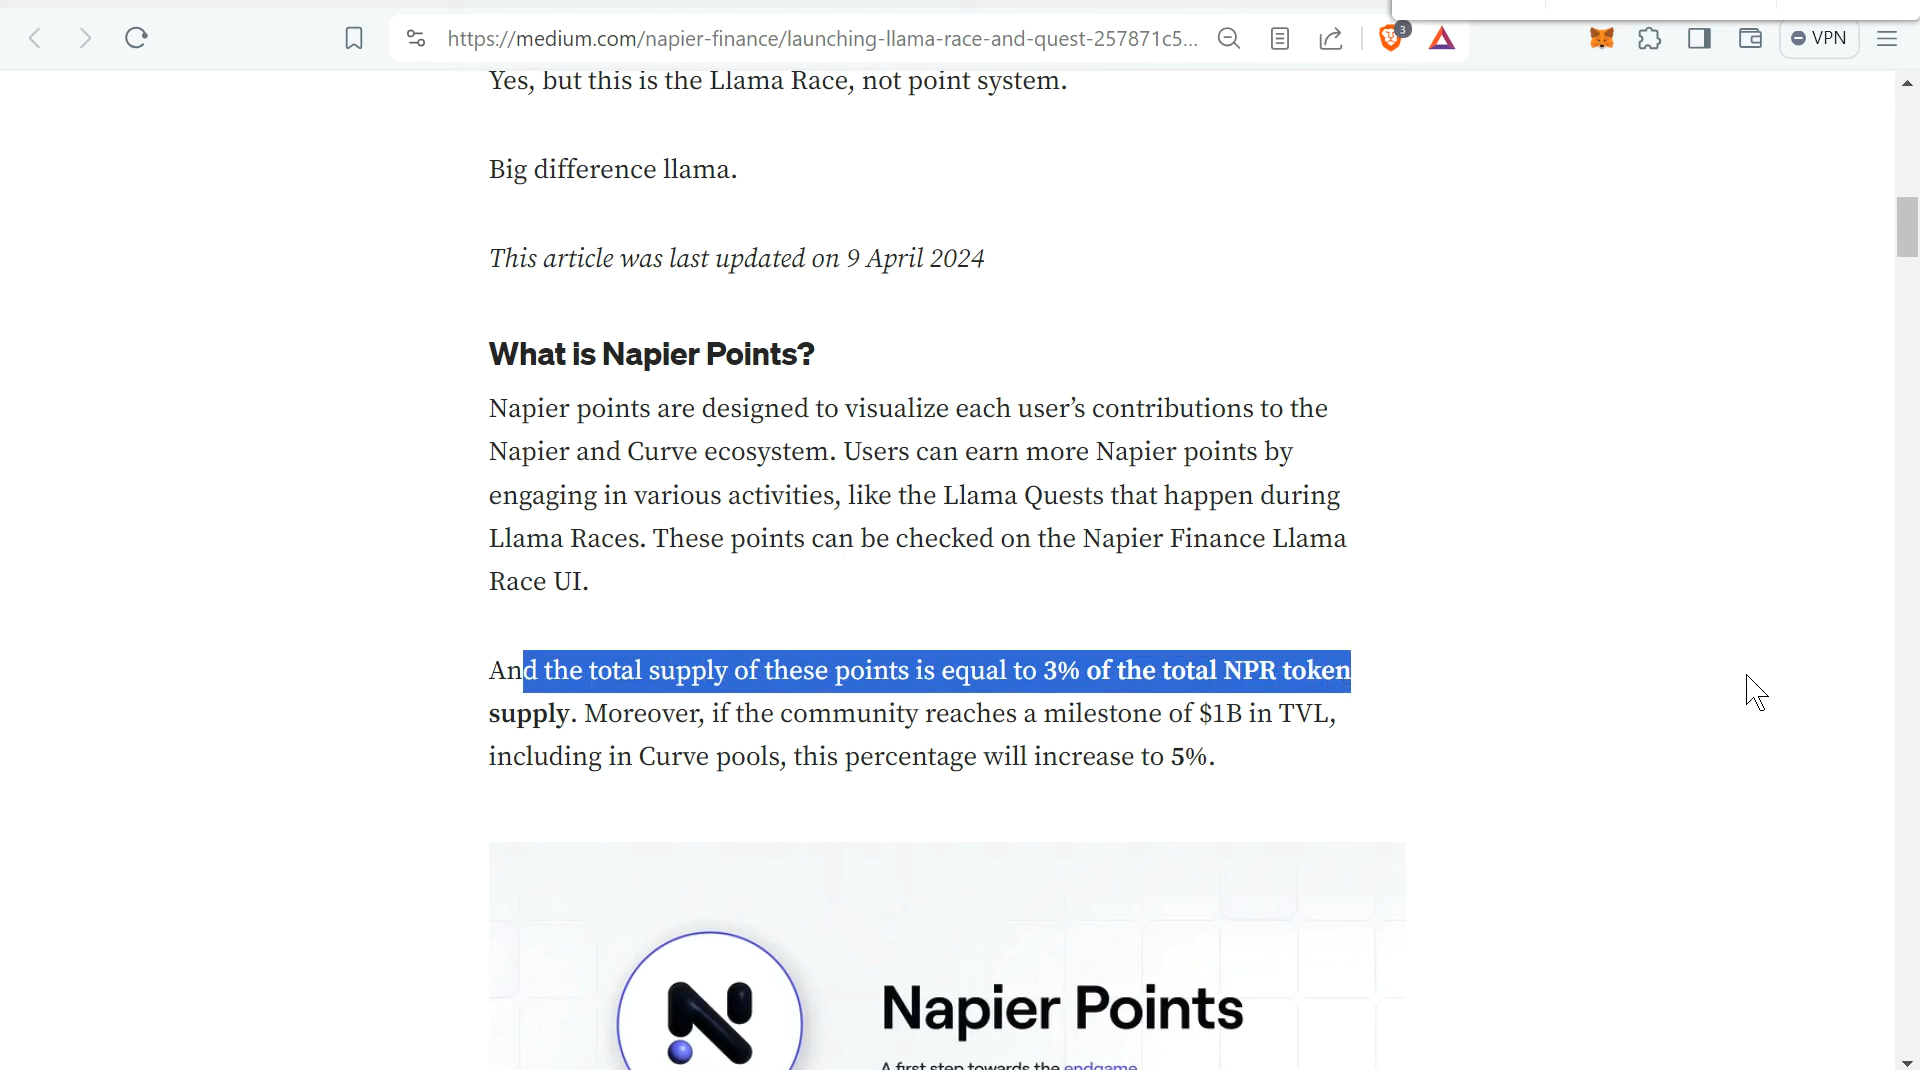 https://medium.com/napier-finance/launching-llama-race-and-quest-257871c5...
3
VPN
Yes, but this is the Llama Race, not point system.
Big difference llama.
This article was last updated on 9 April 2024
What is Napier Points?
Napier points are designed to visualize each user’s contributions to the
Napier and Curve ecosystem. Users can earn more Napier points by
engaging in various activities, like the Llama Quests that happen during
Llama Races. These points can be checked on the Napier Finance Llama
Race UI.
And the total supply of these points is equal to 3% of the total NPR token
supply. Moreover, if the community reaches a milestone of $1B in TVL,
including in Curve pools, this percentage will increase to 5%.
Napier Points
A first step towards the endgame